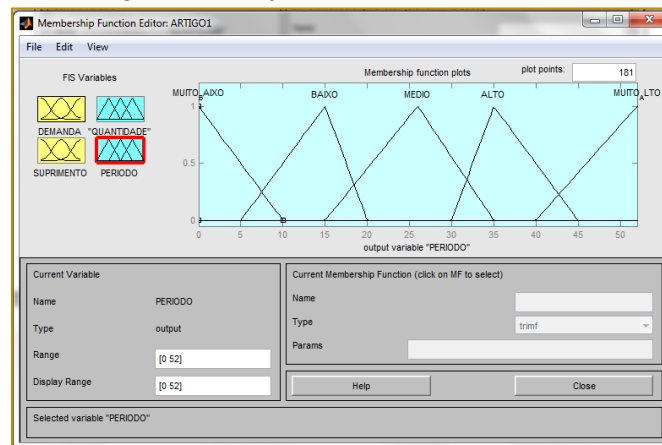 Membership Function Editor: ARTIGO1
File Edit View
FIS Variables
DEMANDA "QUANTIDADE"
SUPRIMENTO PERIODO
Membership function plots
plot points: 181
BAIXO MEDIO ALTO
1
0.5
0
0 5 10 15 20 25 30 35 40 45 50
output variable "PERIODO"
Current Variable
Name PERIODO
Type output
Range [0 52]
Display Range [0 52]
Current Membership Function (click on MF to select)
Name
Type trimf
Params
Help Close
Selected variable "PERIODO"